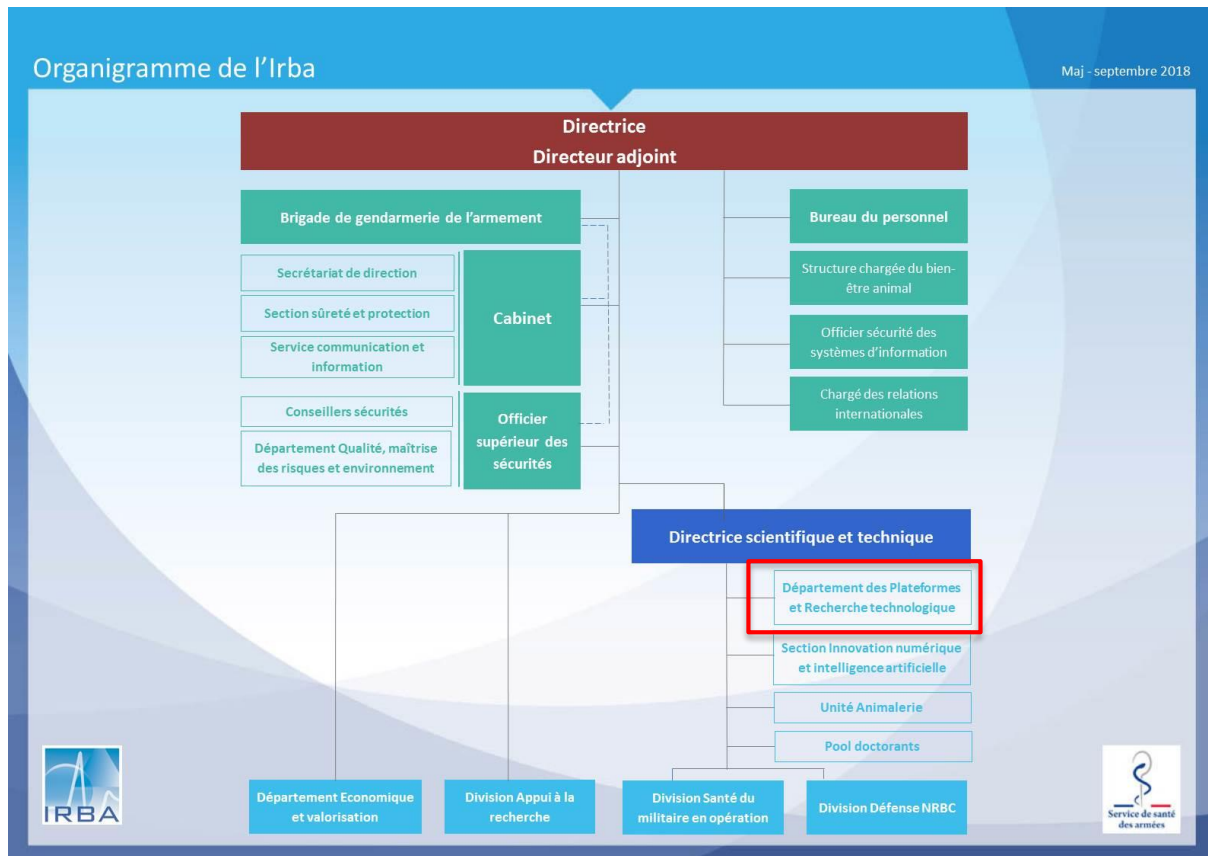 Organigramme de l'Irba
Maj - septembre 2018
Directrice
Directeur adjoint
Brigade de gendarmerie de l'armement
Bureau du personnel
Secrétariat de direction
Section sûreté et protection
Service communication et
information
Cabinet
Structure chargée du bien-
être animal
Officier sécurité des
systèmes d'information
Chargé des relations
internationales
Conseillers sécurités
Département Qualité, maîtrise
des risques et environnement
Officier
supérieur des
sécurités
Directrice scientifique et technique
Département des Plateformes
et Recherche technologique
Section Innovation numérique
et intelligence artificielle
Unité Animalerie
Pool doctorants
Département Economique
et valorisation
Division Appui à la
recherche
Division Santé du
militaire en opération
Division Défense NRBC
IRBA
Service de santé
des armées